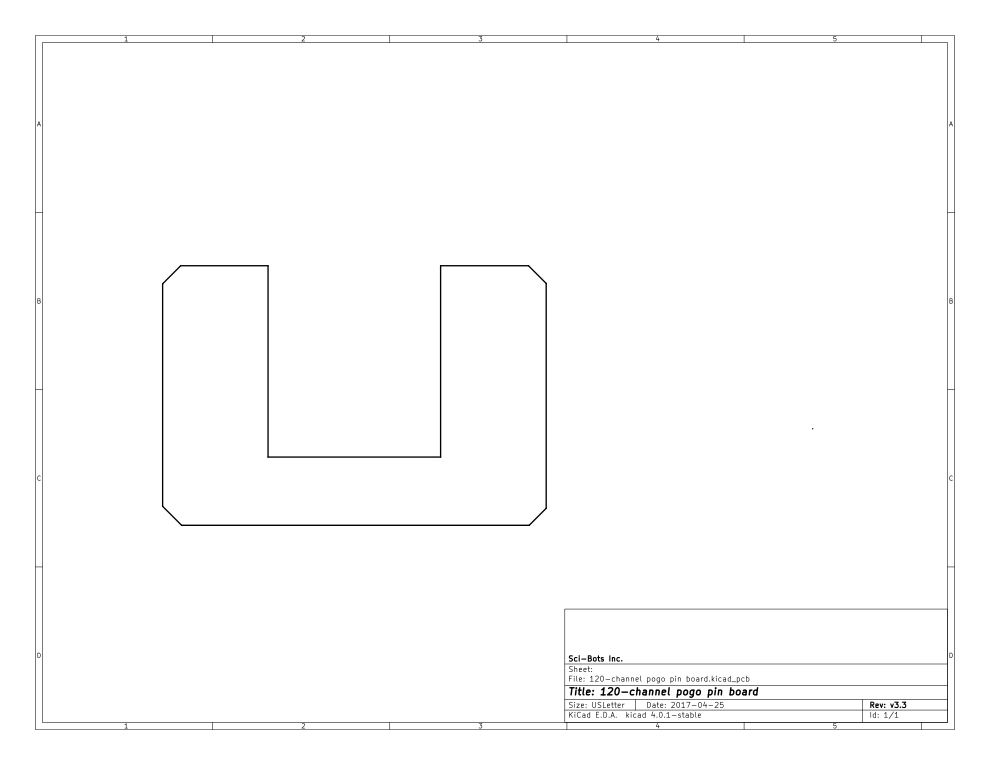 1 2 3 4 5
A A
B B
C C
D D
Sci-Bots Inc.
Sheet:
File: 120-channel pogo pin board.kicad_pcb
Title: 120-channel pogo pin board
Size: USLetter Date: 2017-04-25 Rev: v3.3
KiCad E.D.A. kicad 4.0.1-stable Id: 1/1
1 2 3 4 5